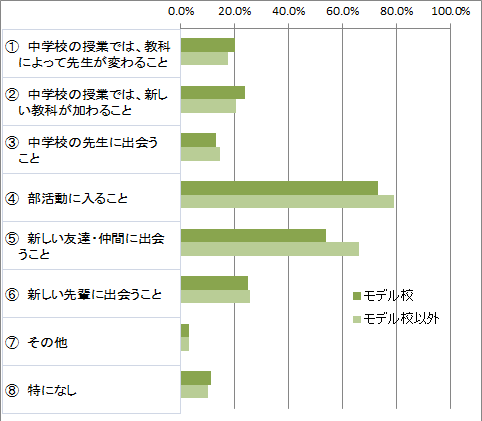 0.0% 20.0% 40.0% 60.0% 80.0% 100.0%
① 中学校の授業では、教科
によって先生が変わること
② 中学校の授業では、新し
い教科が加わること
③ 中学校の先生に出会う
こと
④ 部活動に入ること
⑤ 新しい友達・仲間に出会
うこと
⑥ 新しい先輩に出会うこと
⑦ その他
⑧ 特になし
モデル校
モデル校以外